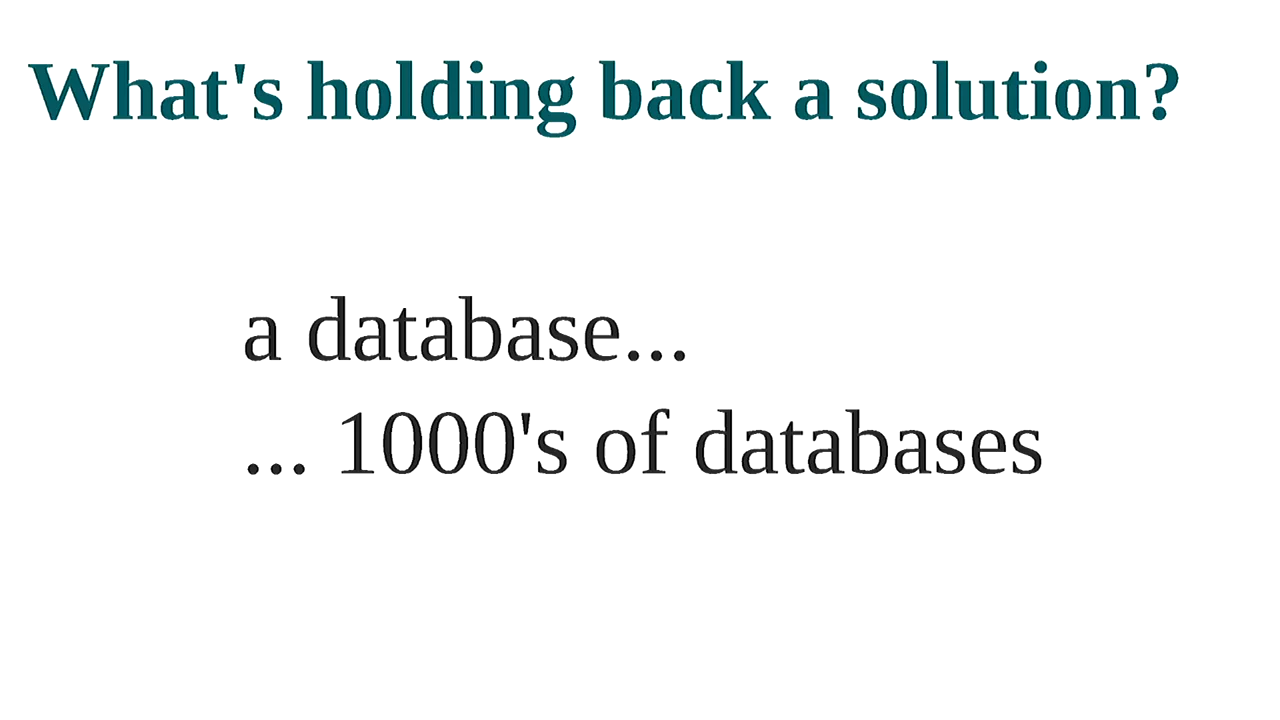 What's holding back a solution?
a database...
... 1000's of databases